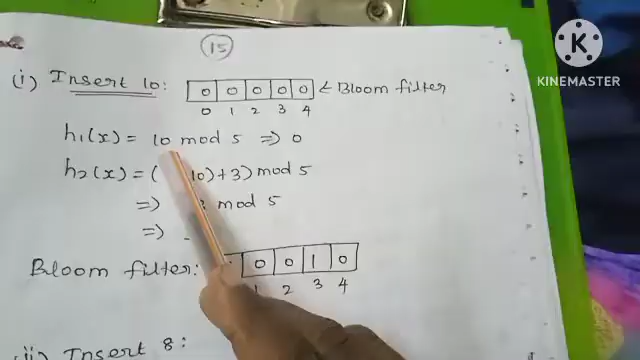 15
(i) Insert 10: 0 0 0 0 0 ← Bloom filter
0 1 2 3 4
h₁(x) = 10 mod 5 ⇒ 0
h₂(x) = ( 10) + 3) mod 5
⇒ mod 5
⇒
Bloom filter: 0 0 1 0
1 2 3 4
(ii) Insert 8:
K
KINEMASTER